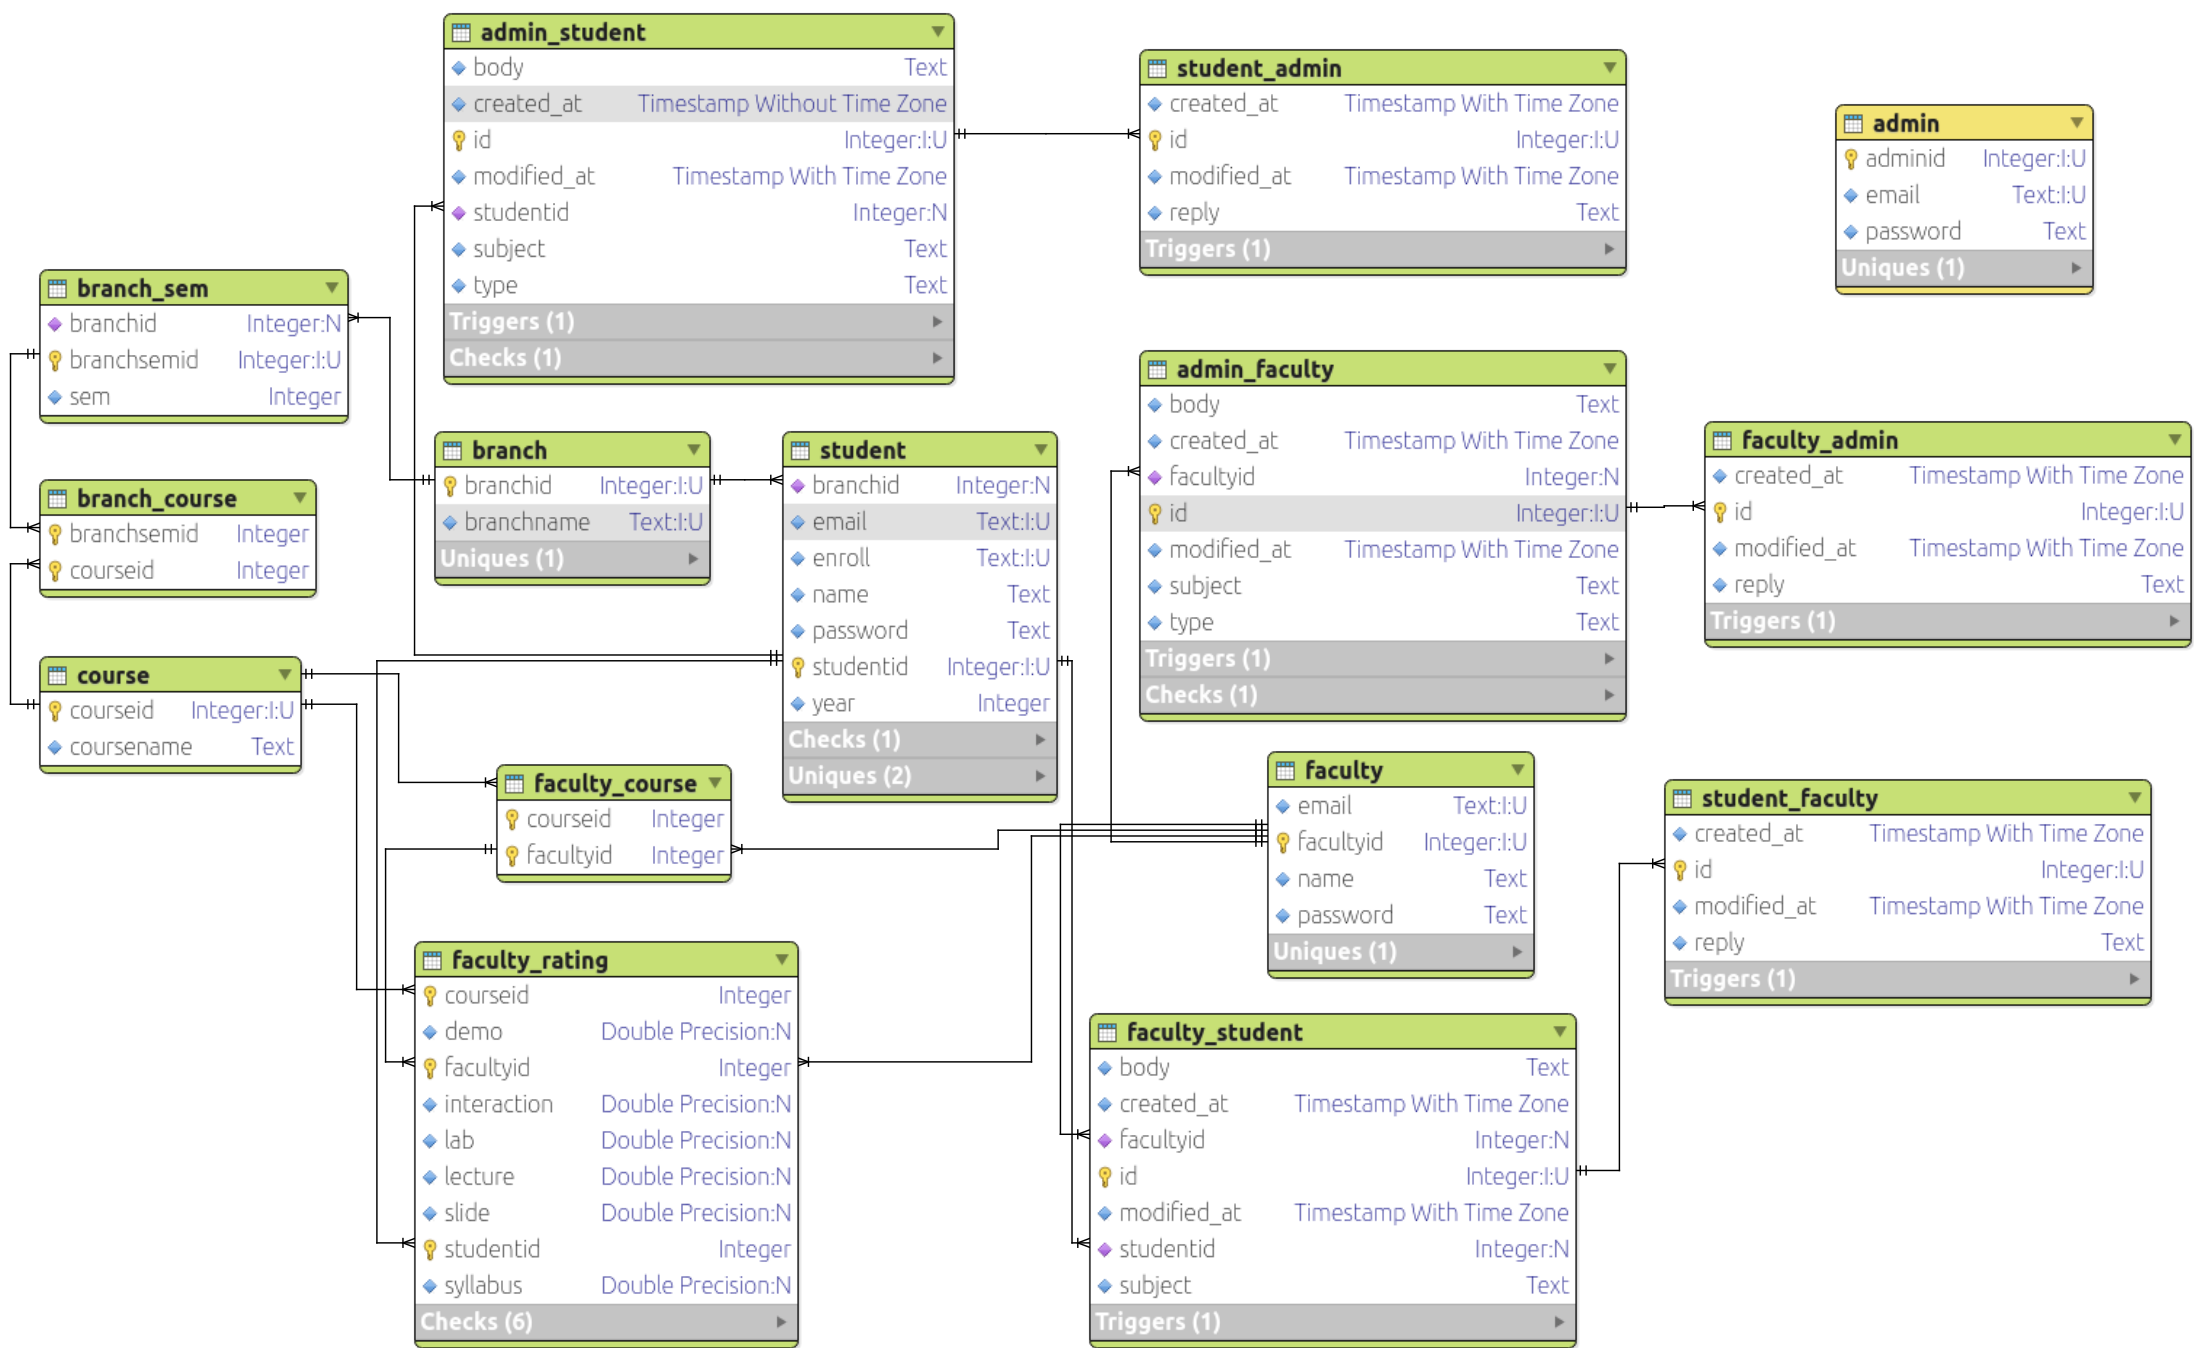 admin_student
body Text
created_at Timestamp Without Time Zone
id Integer:I:U
modified_at Timestamp With Time Zone
studentid Integer:N
subject Text
type Text
Triggers (1)
Checks (1)
student_admin
created_at Timestamp With Time Zone
id Integer:I:U
modified_at Timestamp With Time Zone
reply Text
Triggers (1)
admin
adminid Integer:I:U
email Text:I:U
password Text
Uniques (1)
branch_sem
branchid Integer:N
branchsemid Integer:I:U
sem Integer
branch_course
branchsemid Integer
courseid Integer
course
courseid Integer:I:U
coursename Text
branch
branchid Integer:I:U
branchname Text:I:U
Uniques (1)
student
branchid Integer:N
email Text:I:U
enroll Text:I:U
name Text
password Text
studentid Integer:I:U
year Integer
Checks (1)
Uniques (2)
admin_faculty
body Text
created_at Timestamp With Time Zone
facultyid Integer:N
id Integer:I:U
modified_at Timestamp With Time Zone
subject Text
type Text
Triggers (1)
Checks (1)
faculty_admin
created_at Timestamp With Time Zone
id Integer:I:U
modified_at Timestamp With Time Zone
reply Text
Triggers (1)
faculty_course
courseid Integer
facultyid Integer
faculty
email Text:I:U
facultyid Integer:I:U
name Text
password Text
Uniques (1)
student_faculty
created_at Timestamp With Time Zone
id Integer:I:U
modified_at Timestamp With Time Zone
reply Text
Triggers (1)
faculty_rating
courseid Integer
demo Double Precision:N
facultyid Integer
interaction Double Precision:N
lab Double Precision:N
lecture Double Precision:N
slide Double Precision:N
studentid Integer
syllabus Double Precision:N
Checks (6)
faculty_student
body Text
created_at Timestamp With Time Zone
facultyid Integer:N
id Integer:I:U
modified_at Timestamp With Time Zone
studentid Integer:N
subject Text
Triggers (1)